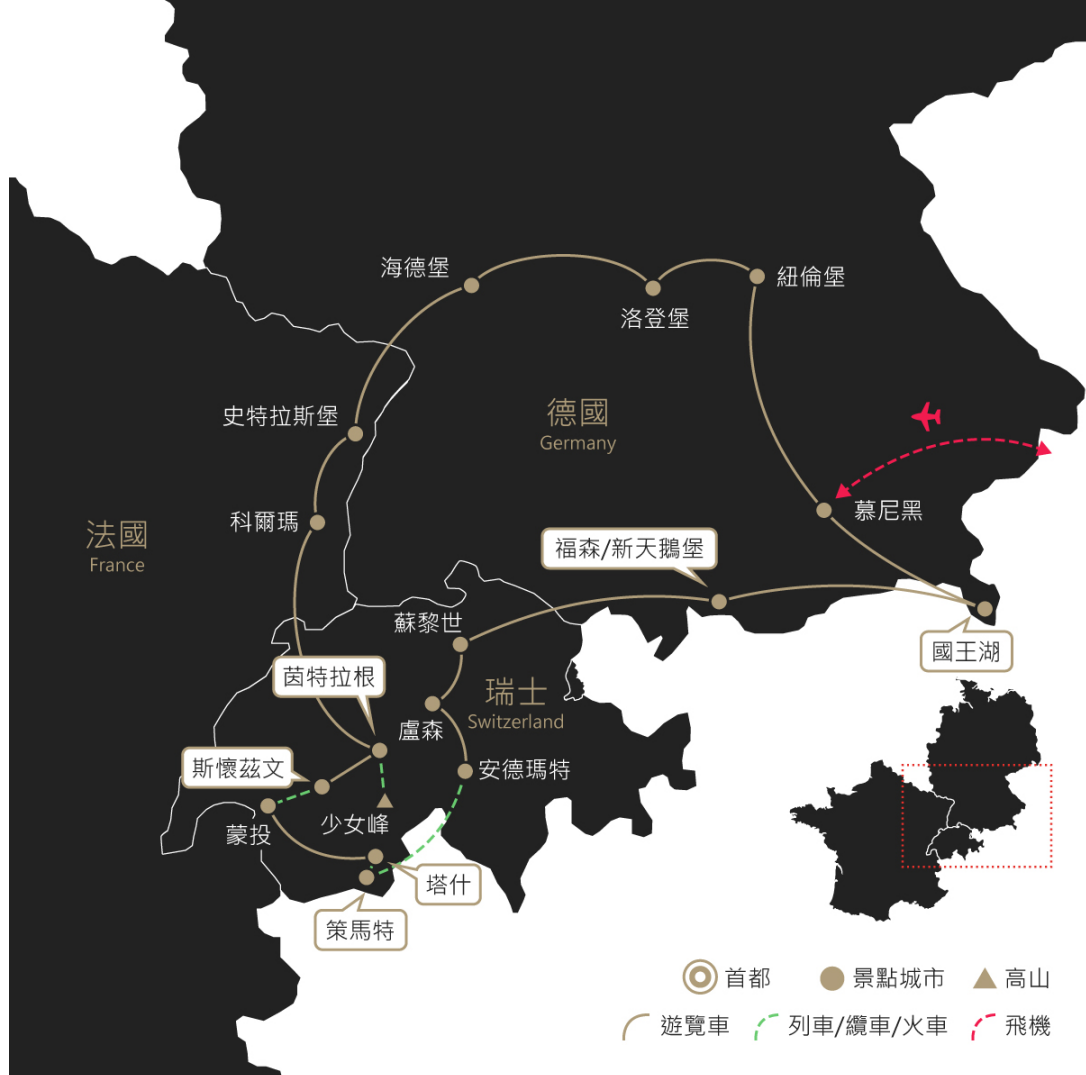 海德堡
紐倫堡
洛登堡
史特拉斯堡
德國
Germany
科爾瑪
慕尼黑
法國
France
福森/新天鵝堡
蘇黎世
國王湖
茵特拉根
瑞士
Switzerland
盧森
斯懷茲文
安德瑪特
少女峰
蒙投
塔什
策馬特
首都
景點城市
高山
遊覽車
列車/纜車/火車
飛機